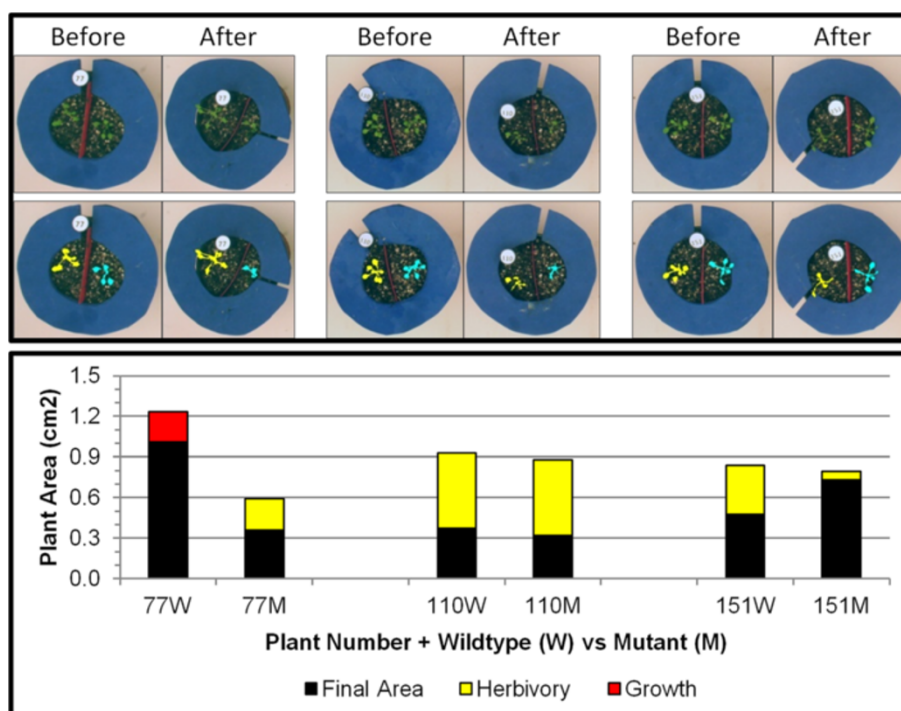 Before After Before After Before After
77 77
77 77
Plant Area (cm2)
1.5
1.2
0.9
0.6
0.3
0.0
77W 77M 110W 110M 151W 151M
Plant Number + Wildtype (W) vs Mutant (M)
Final Area Herbivory Growth